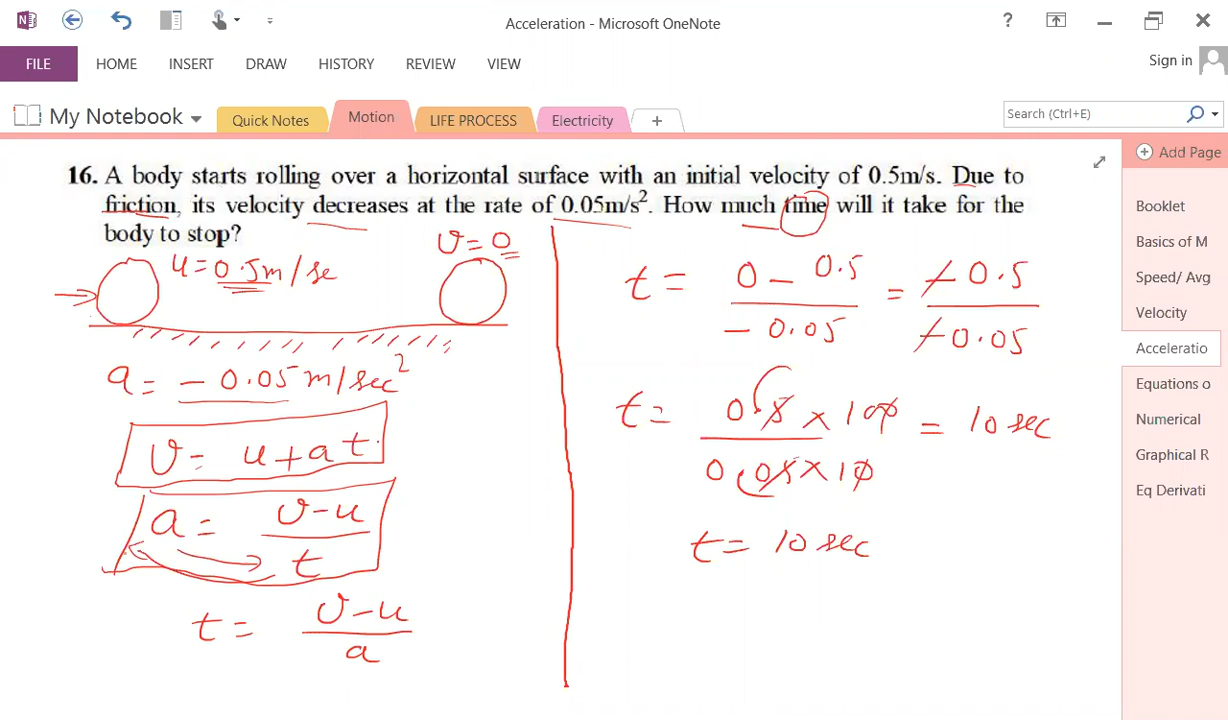 Acceleration - Microsoft OneNote
?
FILE HOME INSERT DRAW HISTORY REVIEW VIEW
Sign in
My Notebook Quick Notes Motion LIFE PROCESS Electricity +
Search (Ctrl+E)
Add Page
Booklet
Basics of M
Speed/ Avg
Velocity
Acceleratio
Equations o
Numerical
Graphical R
Eq Derivati
16. A body starts rolling over a horizontal surface with an initial velocity of 0.5m/s. Due to
friction, its velocity decreases at the rate of 0.05m/s². How much time will it take for the
body to stop?
u = 0.5m/se
v = 0
a = - 0.05 m/sec²
v = u + a t
a = v - u / t
t = v - u / a
t = 0 - 0.5 / - 0.05 = - 0.5 / - 0.05
t = 0.5 × 100 / 0.05 × 10 = 10 sec
t = 10 sec